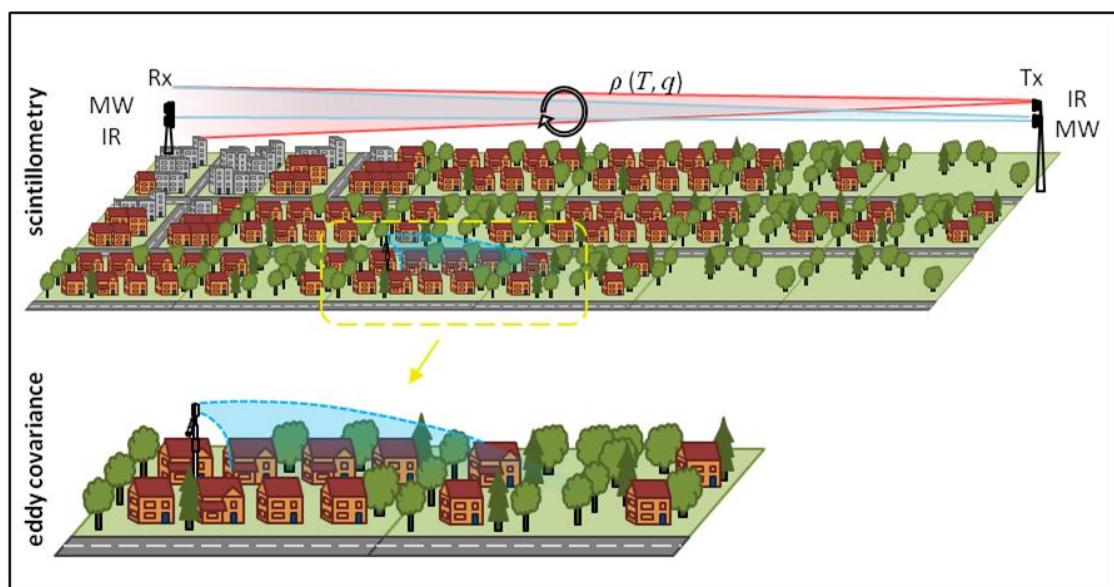 scintillometry
Rx
MW
IR
ρ (T, q)
Tx
IR
MW
eddy covariance